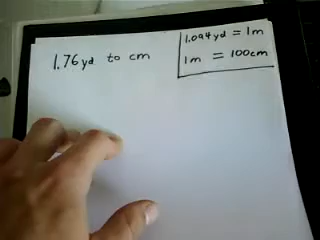 1.76yd to cm
1.094yd = 1m
1m = 100cm